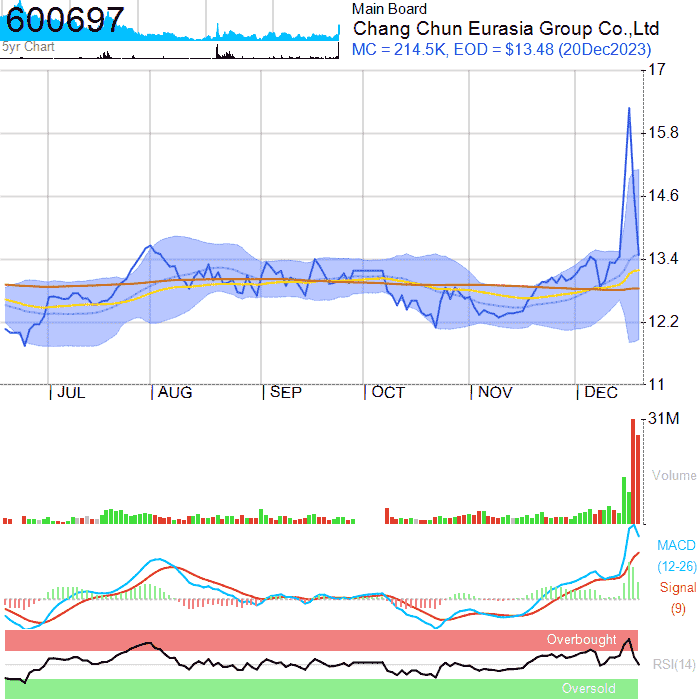 600697
5yr Chart
Main Board
Chang Chun Eurasia Group Co.,Ltd
MC = 214.5K, EOD = $13.48 (20Dec2023)
17
15.8
14.6
13.4
12.2
11
JUL AUG SEP OCT NOV DEC
31M
Volume
MACD
(12-26)
Signal
(9)
Overbought
RSI(14)
Oversold